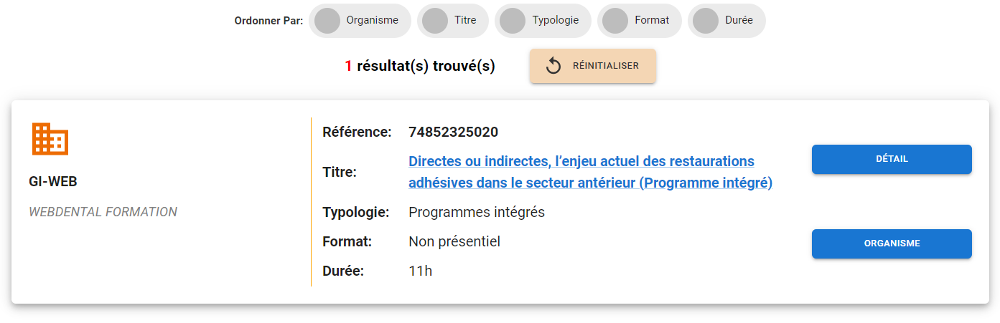 Ordonner Par: Organisme Titre Typologie Format Durée
1 résultat(s) trouvé(s) RÉINITIALISER
GI-WEB
WEBDENTAL FORMATION
Référence: 74852325020
Titre: Directes ou indirectes, l’enjeu actuel des restaurations
adhésives dans le secteur antérieur (Programme intégré)
Typologie: Programmes intégrés
Format: Non présentiel
Durée: 11h
DÉTAIL
ORGANISME